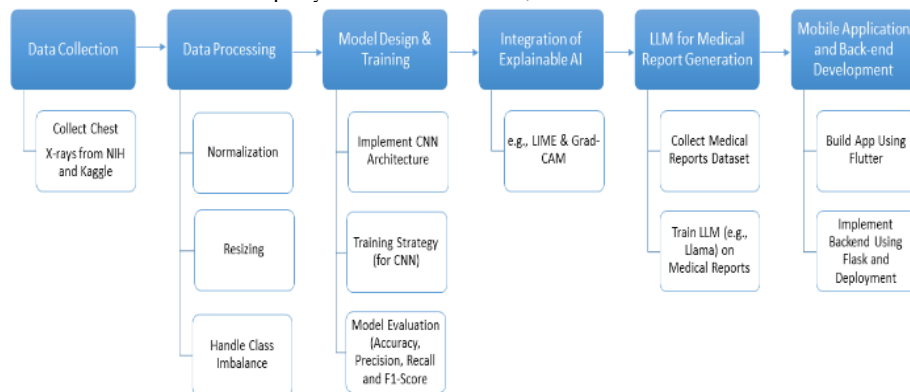 Data Collection
Data Processing
Model Design &
Training
Integration of
Explainable AI
LLM for Medical
Report Generation
Mobile Application
and Back-end
Development
Collect Chest
X-rays from NIH
and Kaggle
Normalization
Resizing
Handle Class
Imbalance
Implement CNN
Architecture
Training Strategy
(for CNN)
Model Evaluation
(Accuracy,
Precision, Recall
and F1-Score
e.g., LIME & Grad-
CAM
Collect Medical
Reports Dataset
Train LLM (e.g.,
Llama) on
Medical Reports
Build App Using
Flutter
Implement
Backend Using
Flask and
Deployment